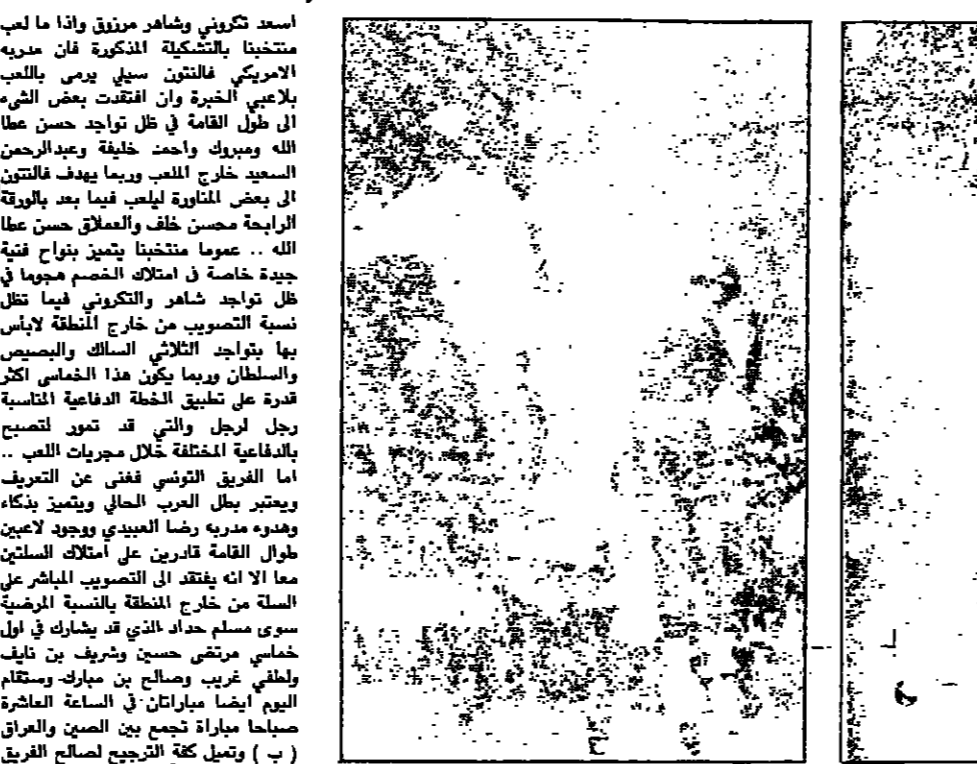 اسعد تكروني وشاهر مرزوق واذا ما لعب
منتخبنا بالتشكيلة المذكورة فان مدربه
الامريكي فالنتون سيلي يرمى باللعب
بلاعبي الخبرة وان افتقدت بعض الشيء
الى طول القامة في ظل تواجد حسن عطا
الله ومبروك واحمد خليفة وعبدالرحمن
السعيد خارج الملعب وربما يهدف فالنتون
الى بعض المناورة ليلعب فيما بعد بالورقة
الرابحة محسن خلف والعملاق حسن عطا
الله .. عموما منتخبنا يتميز بنواح فنية
جيدة خاصة في امتلاك الخصم هجوما في
ظل تواجد شاهر والتكروني فيما تظل
نسبة التصويب من خارج المنطقة لابأس
بها بتواجد الثلاثي السالك والبصيص
والسلطان وربما يكون هذا الخماسى اكثر
قدرة على تطبيق الخطة الدفاعية المتاسبة
رجل لرجل والتي قد تمور لتصبح
بالدفاعية المختلفة خلال مجريات اللعب ..
اما الفريق التونسي فغنى عن التعريف
ويعتبر بطل العرب الحالي ويتميز بذكاء
وهدوء مدربه رضا العبيدي ووجود لاعبين
طوال القامة قادرين على امتلاك السلتين
معا الا انه يفتقد الى التصويب المباشر على
السلة من خارج المنطقة بالنسبة المرضية
سوى مسلم حداد الذي قد يشارك في اول
خماسي مرتضى حسين وشريف بن نايف
ولطفي غريب وصالح بن مبارك وستقام
اليوم ايضا مباراتان في الساعة العاشرة
صباحا مباراة تجمع بين الصين والعراق
( ب ) وتميل كفة الترجيح لصالح الفريق